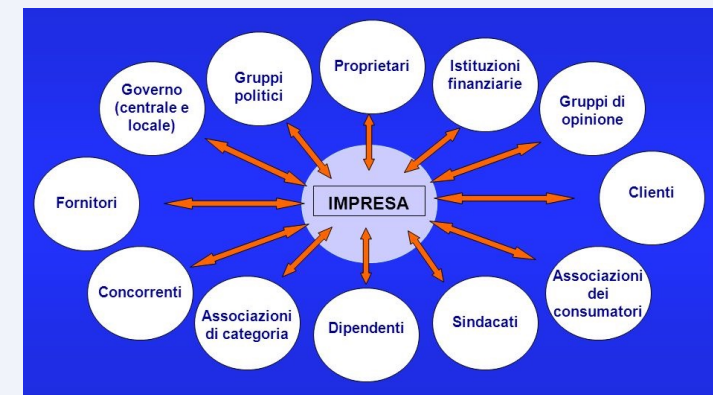 Proprietari
Istituzioni
finanziarie
Gruppi
politici
Governo
(centrale e
locale)
Gruppi di
opinione
Fornitori
IMPRESA
Clienti
Concorrenti
Associazioni
di categoria
Dipendenti
Sindacati
Associazioni
dei
consumatori